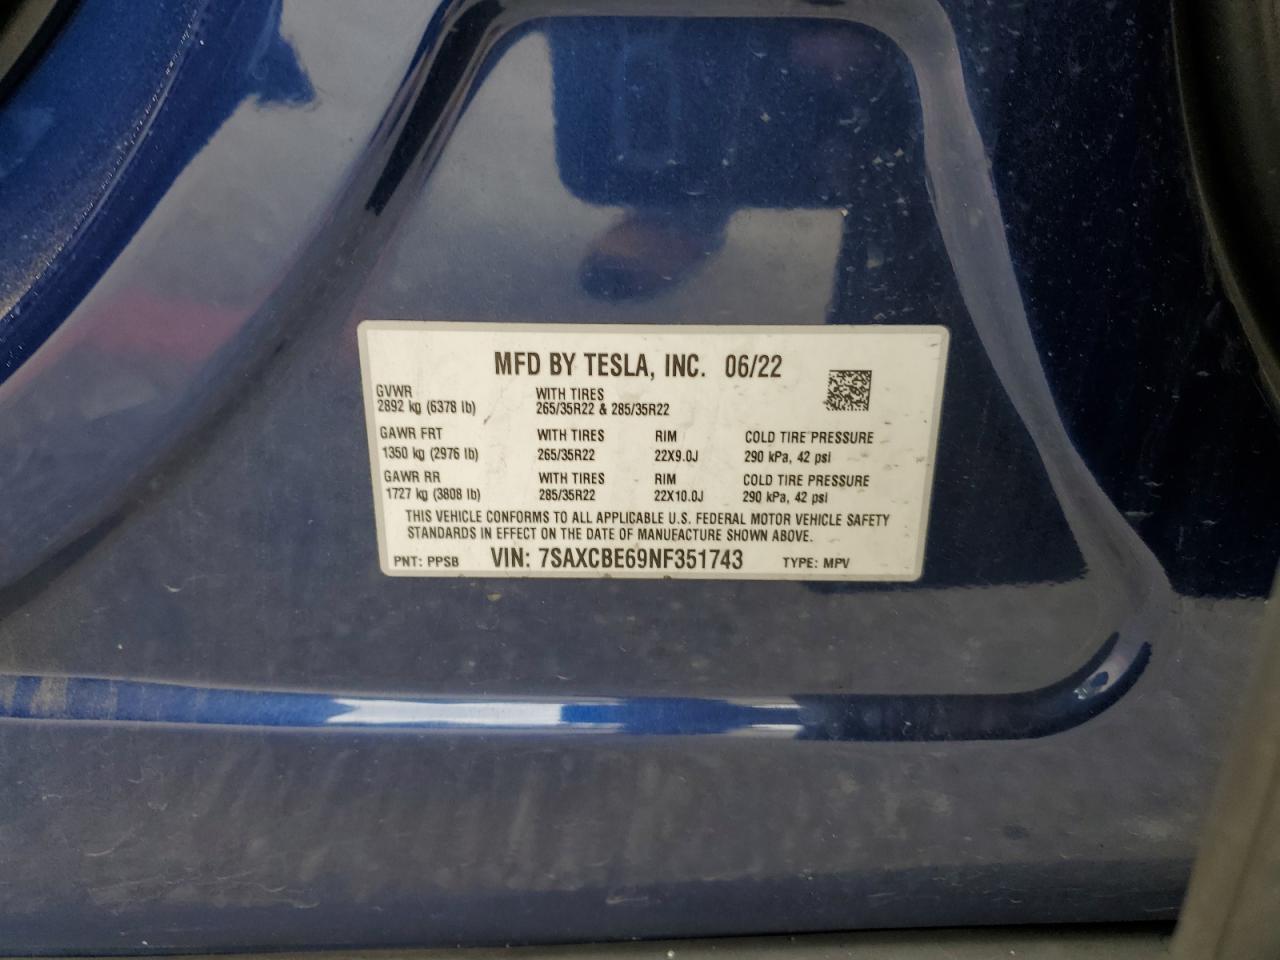 MFD BY TESLA, INC. 06/22
GVWR WITH TIRES
2892 kg (6378 lb) 265/35R22 & 285/35R22
GAWR FRT WITH TIRES RIM COLD TIRE PRESSURE
1350 kg (2976 lb) 265/35R22 22X9.0J 290 kPa, 42 psi
GAWR RR WITH TIRES RIM COLD TIRE PRESSURE
1727 kg (3808 lb) 285/35R22 22X10.0J 290 kPa, 42 psi
THIS VEHICLE CONFORMS TO ALL APPLICABLE U.S. FEDERAL MOTOR VEHICLE SAFETY
STANDARDS IN EFFECT ON THE DATE OF MANUFACTURE SHOWN ABOVE.
PNT: PPSB VIN: 7SAXCBE69NF351743 TYPE: MPV